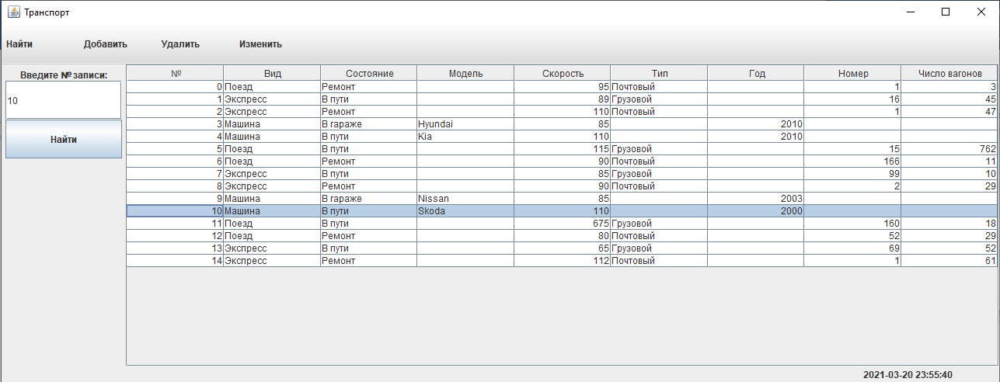 Транспорт
Найти Добавить Удалить Изменить
Введите № записи:
10
Найти
№ Вид Состояние Модель Скорость Тип Год Номер Число вагонов
0 Поезд Ремонт 95 Почтовый 1 3
1 Экспресс В пути 89 Грузовой 16 45
2 Экспресс Ремонт 110 Почтовый 1 47
3 Машина В гараже Hyundai 85 2010
4 Машина В пути Kia 110 2010
5 Поезд В пути 115 Грузовой 15 762
6 Поезд Ремонт 90 Почтовый 166 11
7 Экспресс В пути 85 Грузовой 99 10
8 Экспресс Ремонт 90 Почтовый 2 29
9 Машина В гараже Nissan 85 2003
10 Машина В пути Skoda 110 2000
11 Поезд В пути 675 Грузовой 160 18
12 Поезд Ремонт 80 Почтовый 52 29
13 Экспресс В пути 65 Грузовой 69 52
14 Экспресс Ремонт 112 Почтовый 1 61
2021-03-20 23:55:40